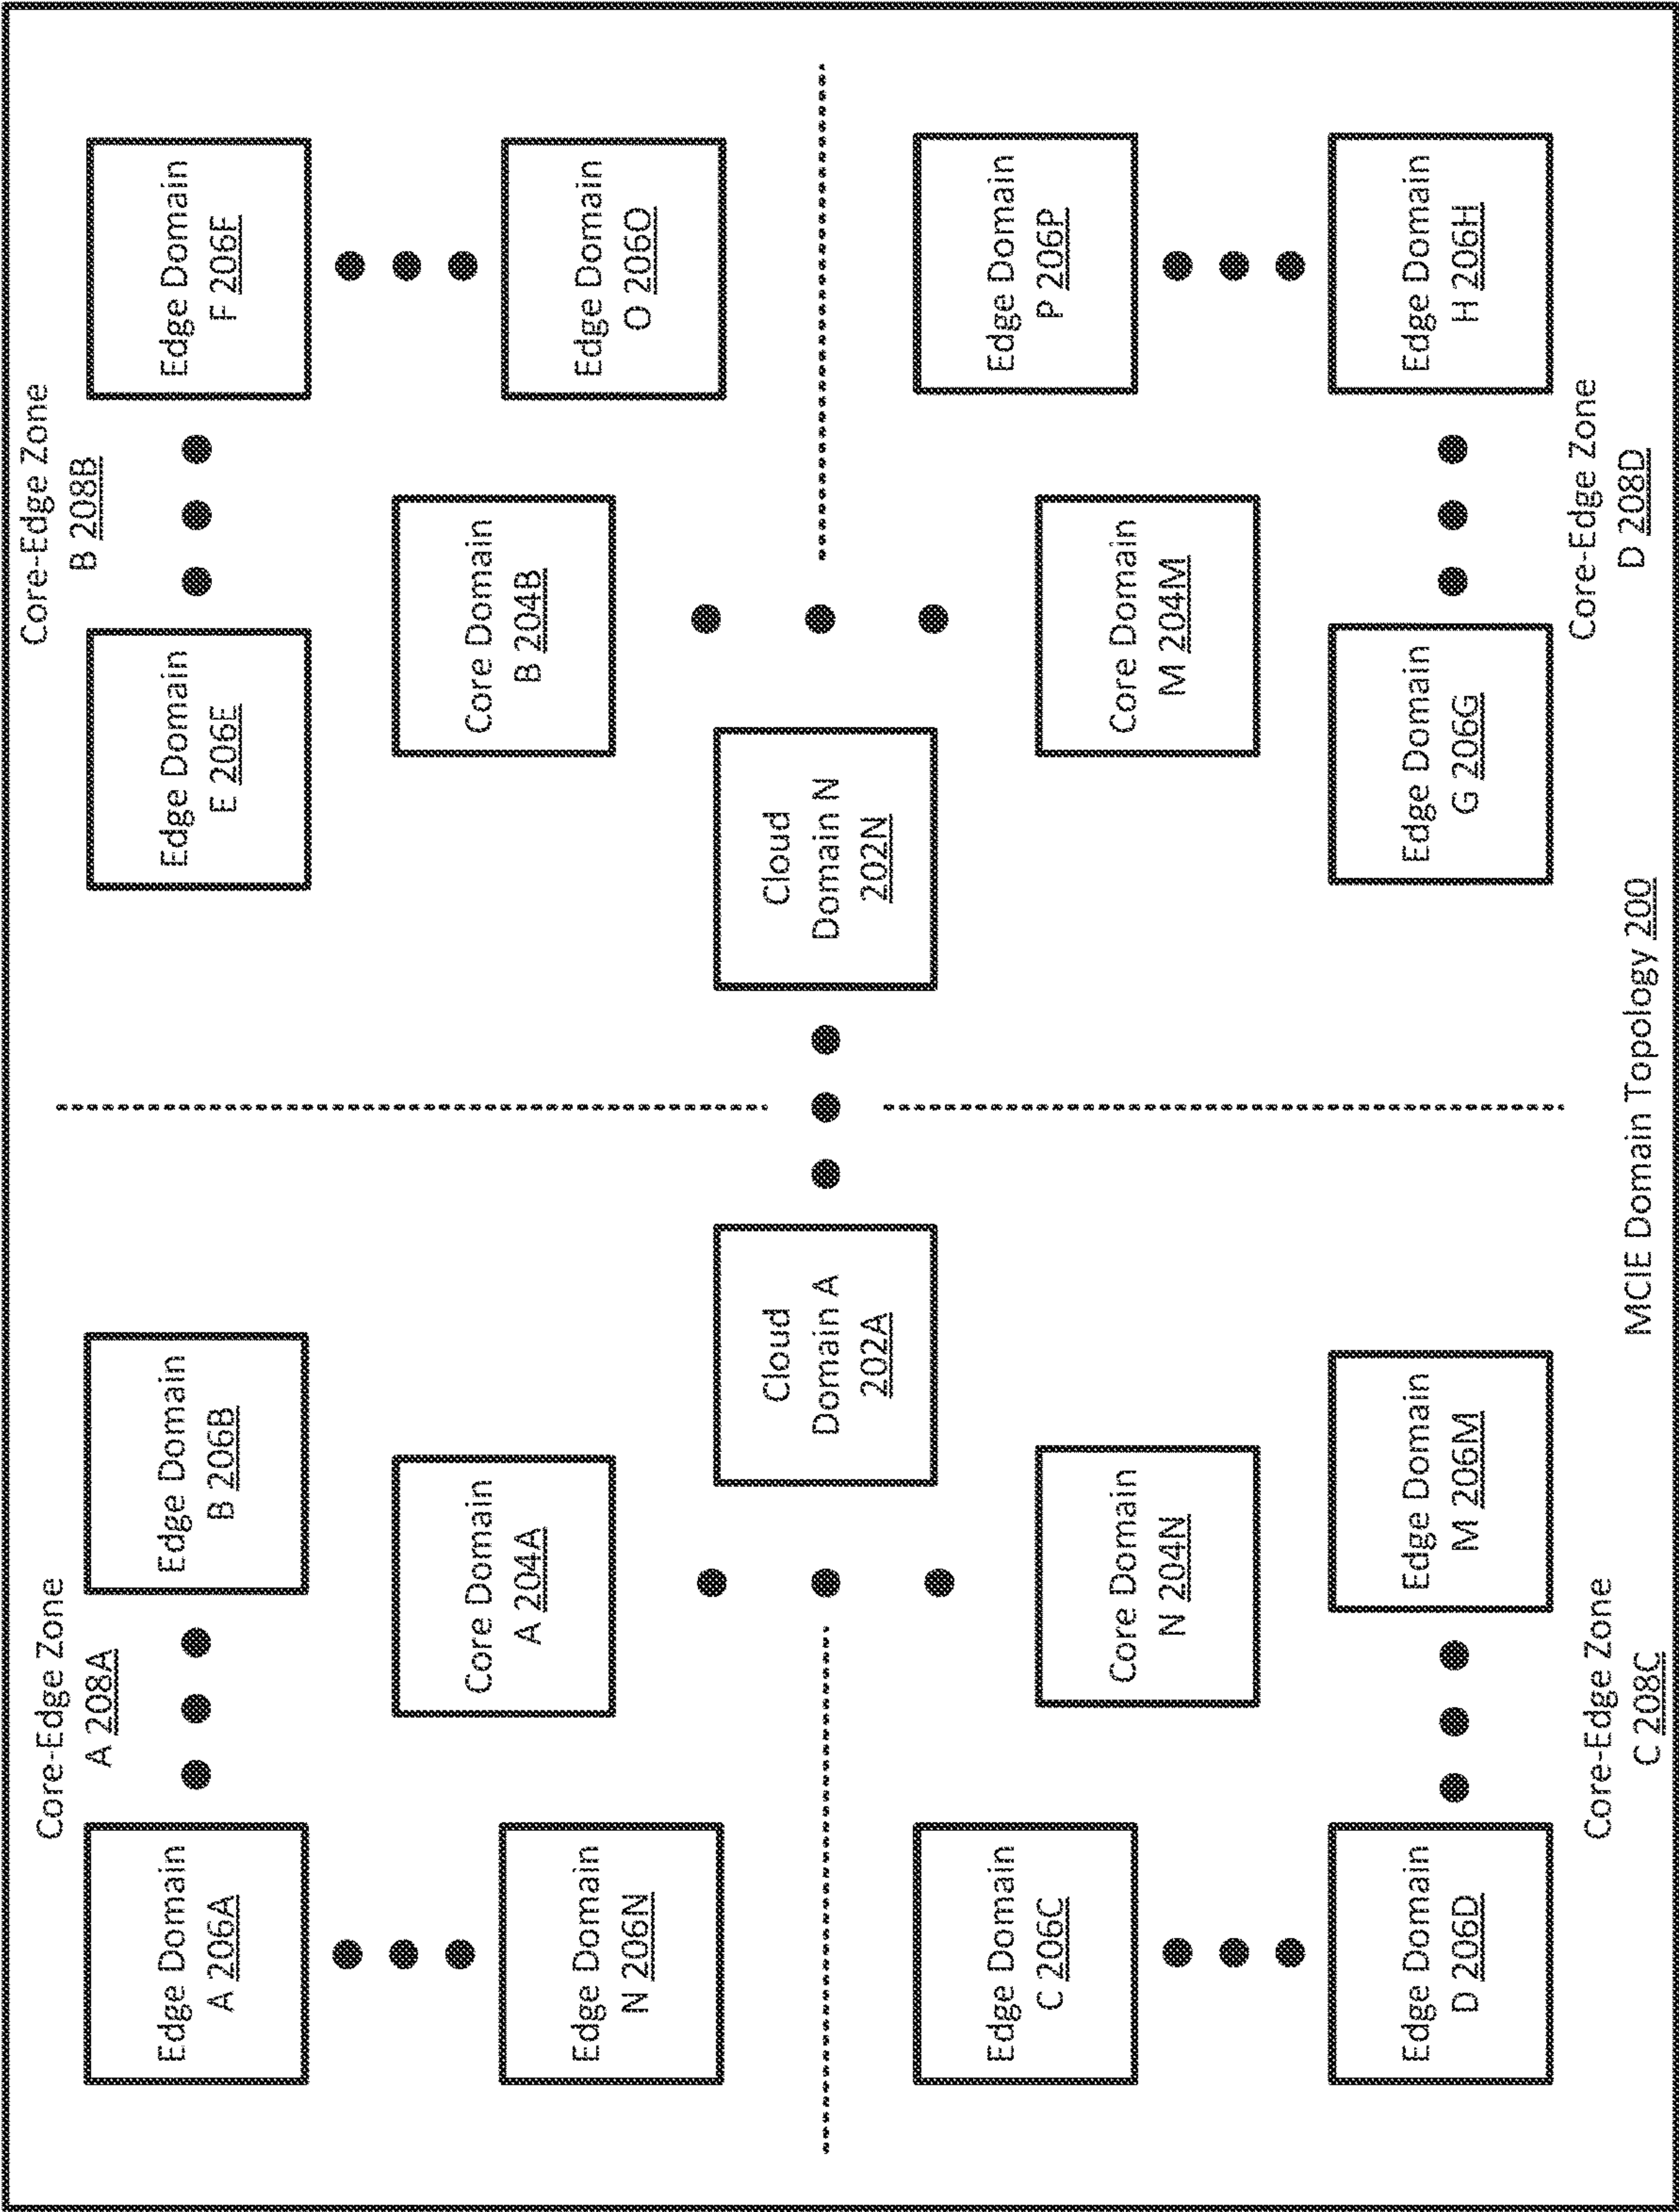 Core-Edge Zone
A 208A
Edge Domain
A 206A
Edge Domain
B 206B
Core Domain
A 204A
Edge Domain
N 206N
Core-Edge Zone
B 208B
Edge Domain
E 206E
Edge Domain
F 206F
Core Domain
B 204B
Edge Domain
O 206O
Cloud
Domain A
202A
Cloud
Domain N
202N
Edge Domain
C 206C
Core Domain
N 204N
Edge Domain
D 206D
Edge Domain
M 206M
Core-Edge Zone
C 208C
Edge Domain
P 206P
Core Domain
M 204M
Edge Domain
G 206G
Edge Domain
H 206H
Core-Edge Zone
D 208D
MCIE Domain Topology 200